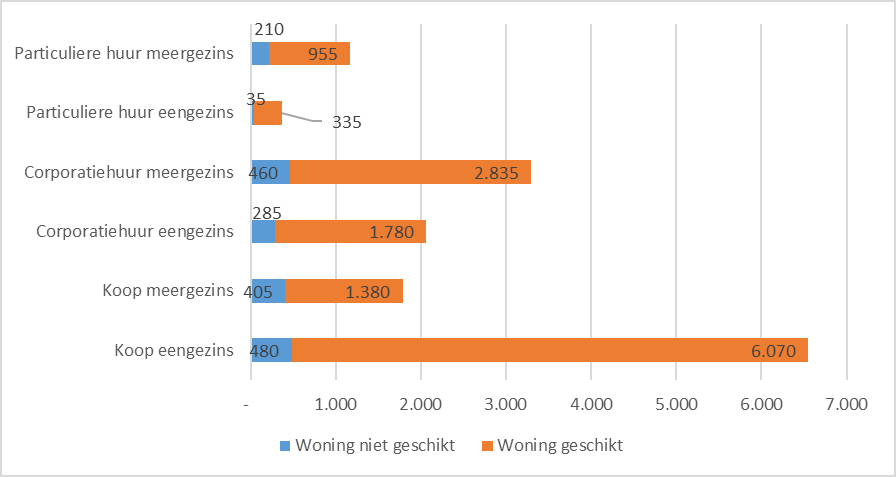 210
Particuliere huur meergezins 955
35
Particuliere huur eengezins 335
Corporatiehuur meergezins 460 2.835
285
Corporatiehuur eengezins 1.780
Koop meergezins 405 1.380
Koop eengezins 480 6.070
- 1.000 2.000 3.000 4.000 5.000 6.000 7.000
Woning niet geschikt Woning geschikt